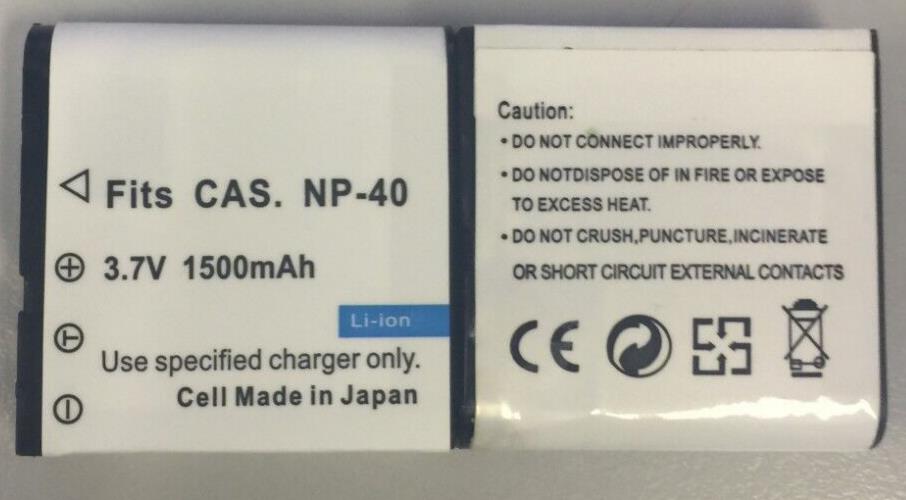 Fits CAS. NP-40
3.7V 1500mAh
Li-ion
Use specified charger only.
Cell Made in Japan
Caution:
• DO NOT CONNECT IMPROPERLY.
• DO NOTDISPOSE OF IN FIRE OR EXPOSE
TO EXCESS HEAT.
• DO NOT CRUSH,PUNCTURE,INCINERATE
OR SHORT CIRCUIT EXTERNAL CONTACTS
CE